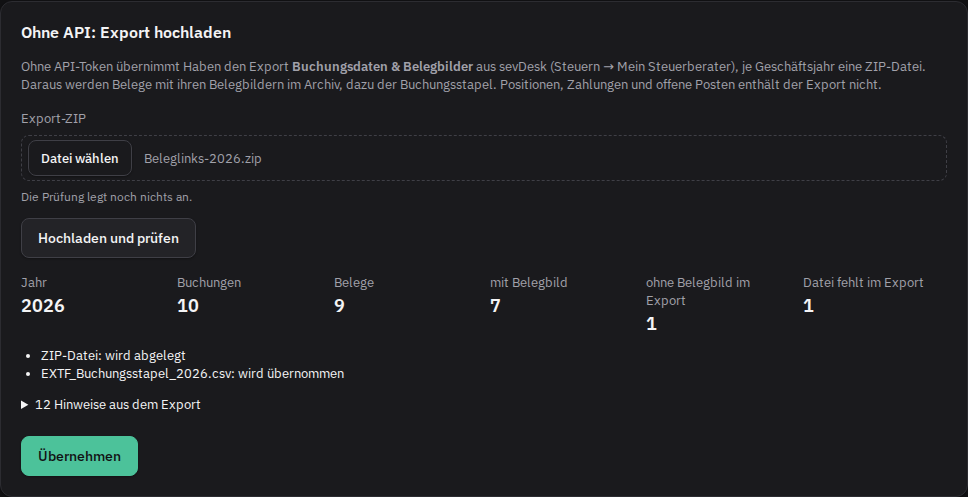 Ohne API: Export hochladen
Ohne API-Token übernimmt Haben den Export Buchungsdaten & Belegbilder aus sevDesk (Steuern → Mein Steuerberater), je Geschäftsjahr eine ZIP-Datei.
Daraus werden Belege mit ihren Belegbildern im Archiv, dazu der Buchungsstapel. Positionen, Zahlungen und offene Posten enthält der Export nicht.
Export-ZIP
Datei wählen Beleglinks-2026.zip
Die Prüfung legt noch nichts an.
Hochladen und prüfen
Jahr
2026
Buchungen
10
Belege
9
mit Belegbild
7
ohne Belegbild im
Export
1
Datei fehlt im Export
1
• ZIP-Datei: wird abgelegt
• EXTF_Buchungsstapel_2026.csv: wird übernommen
▶ 12 Hinweise aus dem Export
Übernehmen